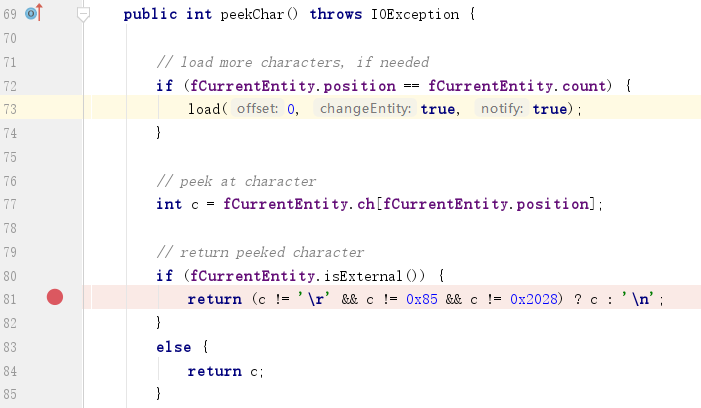 69 public int peekChar() throws IOException {
70
71 // load more characters, if needed
72 if (fCurrentEntity.position == fCurrentEntity.count) {
73 load( offset: 0, changeEntity: true, notify: true);
74 }
75
76 // peek at character
77 int c = fCurrentEntity.ch[fCurrentEntity.position];
78
79 // return peeked character
80 if (fCurrentEntity.isExternal()) {
81 return (c != '\r' && c != 0x85 && c != 0x2028) ? c : '\n';
82 }
83 else {
84 return c;
85 }